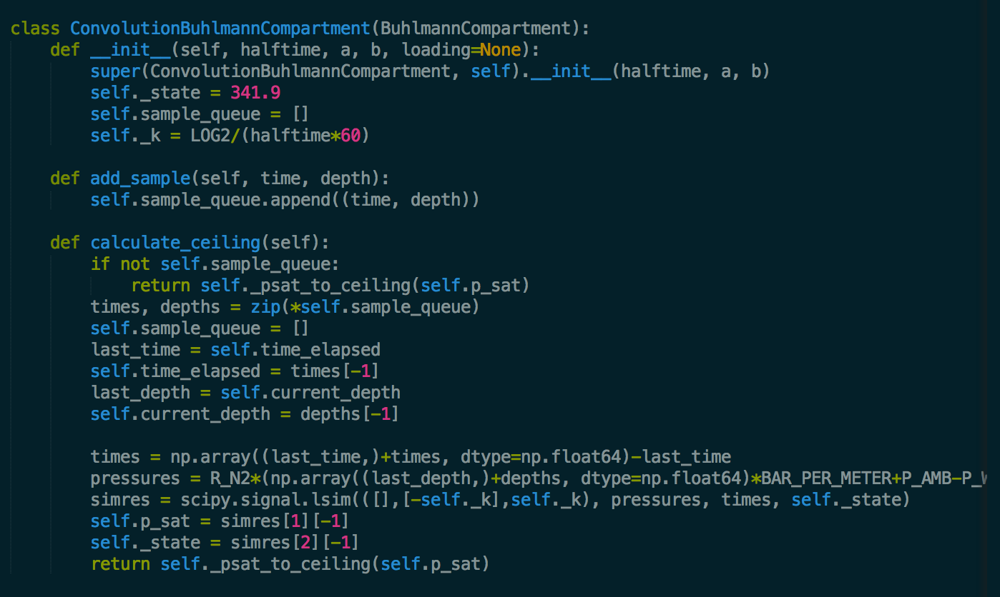 class ConvolutionBuhlmannCompartment(BuhlmannCompartment):
    def __init__(self, halftime, a, b, loading=None):
        super(ConvolutionBuhlmannCompartment, self).__init__(halftime, a, b)
        self._state = 341.9
        self.sample_queue = []
        self._k = LOG2/(halftime*60)

    def add_sample(self, time, depth):
        self.sample_queue.append((time, depth))

    def calculate_ceiling(self):
        if not self.sample_queue:
            return self._psat_to_ceiling(self.p_sat)
        times, depths = zip(*self.sample_queue)
        self.sample_queue = []
        last_time = self.time_elapsed
        self.time_elapsed = times[-1]
        last_depth = self.current_depth
        self.current_depth = depths[-1]

        times = np.array((last_time,)+times, dtype=np.float64)-last_time
        pressures = R_N2*(np.array((last_depth,)+depths, dtype=np.float64)*BAR_PER_METER+P_AMB-P_
        simres = scipy.signal.lsim(([],[-self._k],self._k), pressures, times, self._state)
        self.p_sat = simres[1][-1]
        self._state = simres[2][-1]
        return self._psat_to_ceiling(self.p_sat)